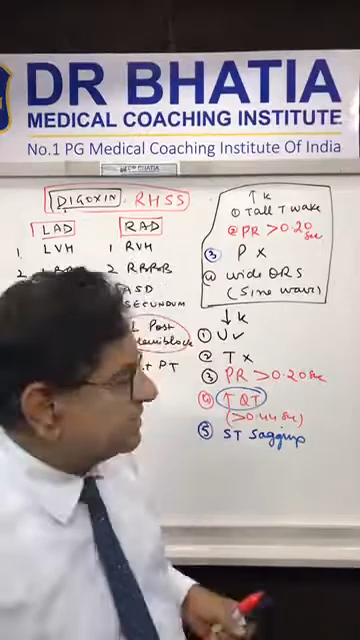 DR BHATIA
MEDICAL COACHING INSTITUTE
No.1 PG Medical Coaching Institute Of India
DR BHATIA
DIGOXIN - RHSS
LAD
1. LVH
2
RAD
1 RVH
2 RBBB
ASD
SECUNDUM
L Post
Hemiblock
PT
↑ K
① Tall T wave
② PR > 0.20 sec
③ P x
④ wide QRS
(Sine wave)
↓ K
① U ✓
② T x
③ PR > 0.20 sec
④ ↑ QT
(> 0.44 sec)
⑤ ST Sagging